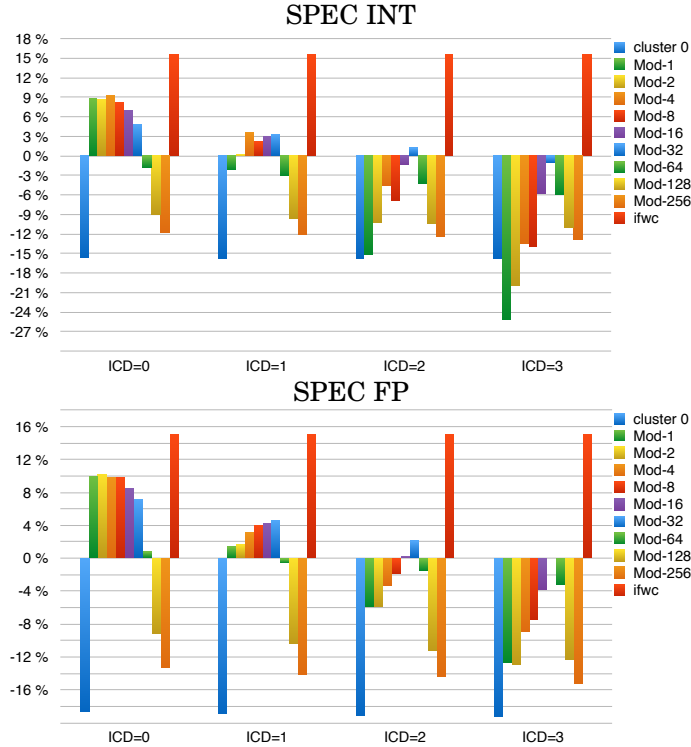 SPEC INT
18 %
15 %
12 %
9 %
6 %
3 %
0 %
-3 %
-6 %
-9 %
-12 %
-15 %
-18 %
-21 %
-24 %
-27 %
cluster 0
Mod-1
Mod-2
Mod-4
Mod-8
Mod-16
Mod-32
Mod-64
Mod-128
Mod-256
ifwc
ICD=0 ICD=1 ICD=2 ICD=3
SPEC FP
16 %
12 %
8 %
4 %
0 %
-4 %
-8 %
-12 %
-16 %
cluster 0
Mod-1
Mod-2
Mod-4
Mod-8
Mod-16
Mod-32
Mod-64
Mod-128
Mod-256
ifwc
ICD=0 ICD=1 ICD=2 ICD=3